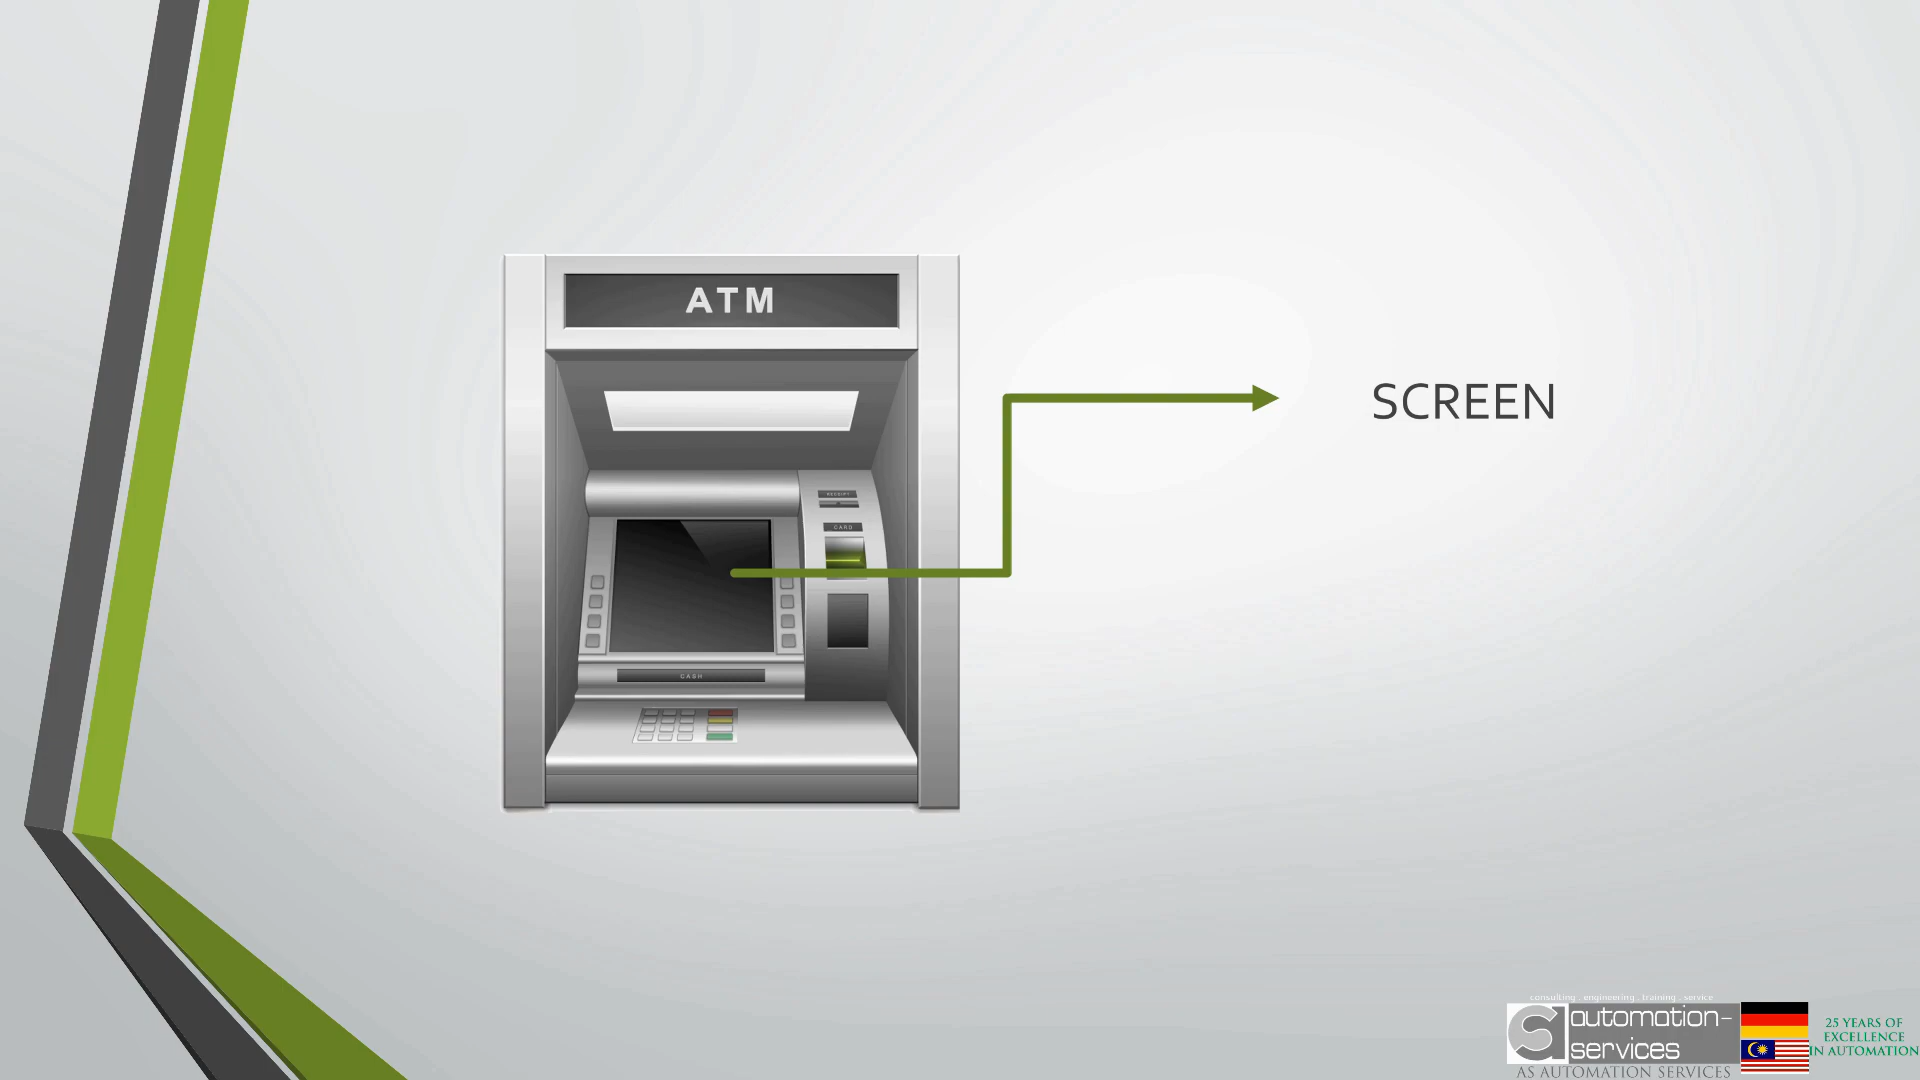 ATM
SCREEN
RECEIPT
CARD
CASH
consulting . engineering . training . service
automation-
services
AS AUTOMATION SERVICES
25 YEARS OF
EXCELLENCE
IN AUTOMATION